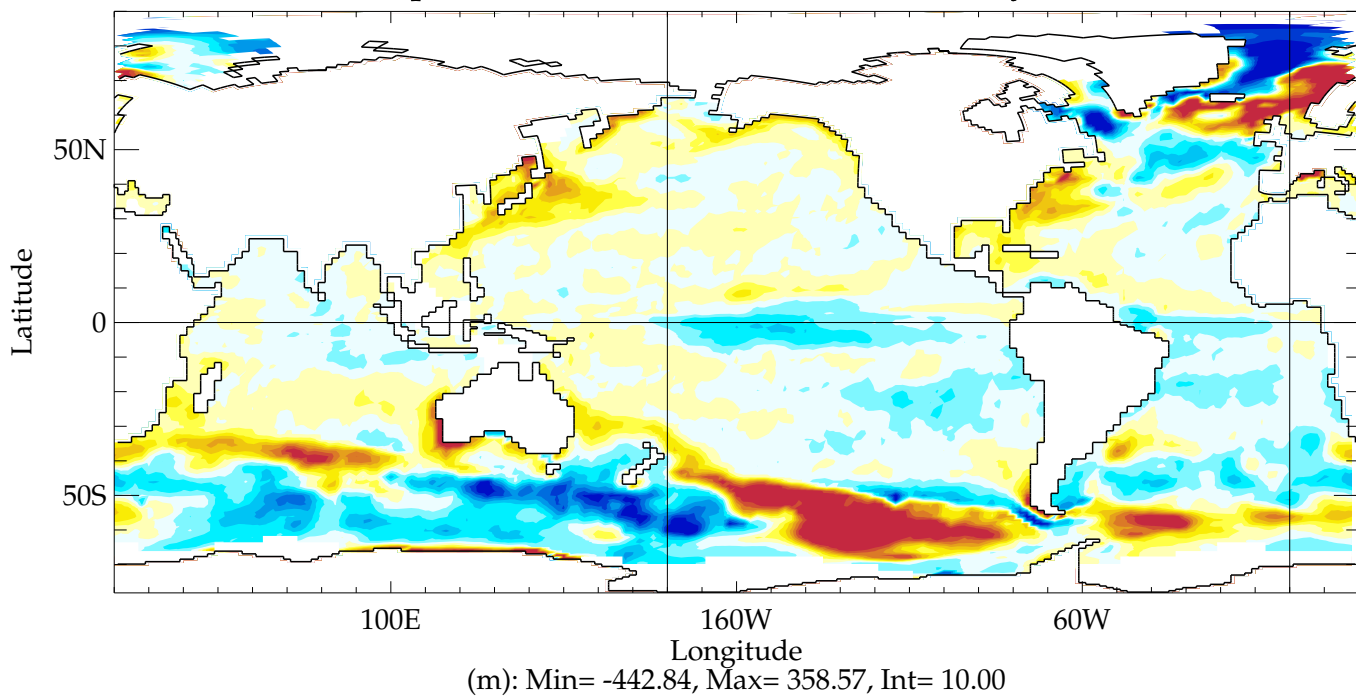 50N
0
50S
Latitude
100E
160W
60W
Longitude
(m): Min= -442.84, Max= 358.57, Int= 10.00